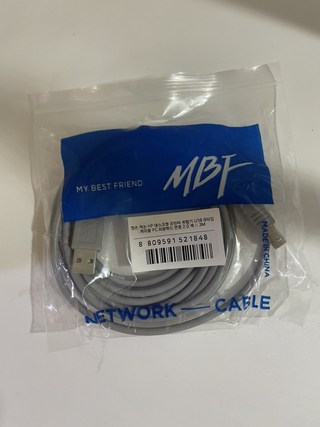 MY BEST FRIEND
MBF
8 809591 521848
MADE IN CHINA
NETWORK — CABLE